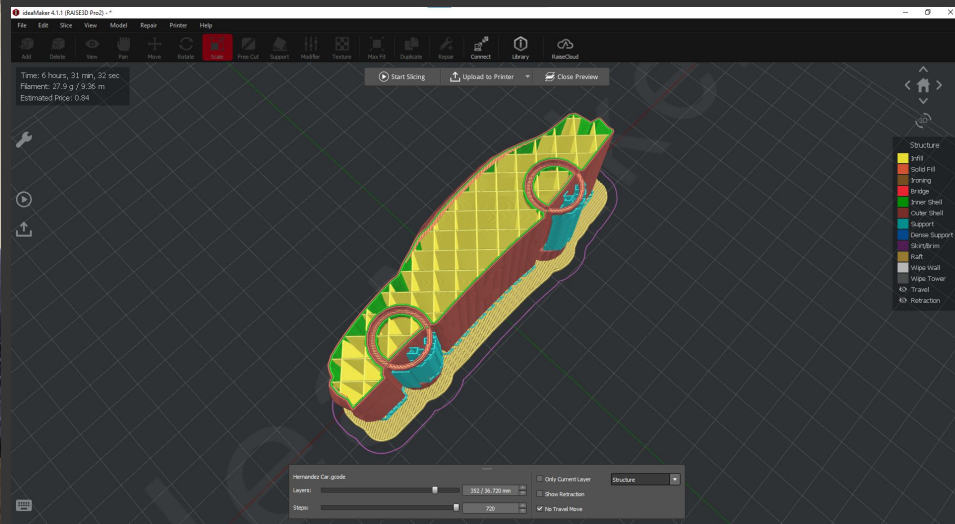 ideaMaker 4.1.1 (RAISE3D Pro2) - *
File Edit Slice View Model Repair Printer Help
Add Delete View Pan Move Rotate Scale Free Cut Support Modifier Texture Max Fit Duplicate Repair Connect Library RaiseCloud
Time: 6 hours, 31 min, 32 sec
Filament: 27.9 g / 9.36 m
Estimated Price: 0.84
Start Slicing Upload to Printer Close Preview
Structure
Infill
Solid Fill
Ironing
Bridge
Inner Shell
Outer Shell
Support
Dense Support
Skirt/Brim
Raft
Wipe Wall
Wipe Tower
Travel
Retraction
Hernandez Car.gcode
Layers: 352 / 36.720 mm
Steps: 720
Only Current Layer Structure
Show Retraction
No Travel Move